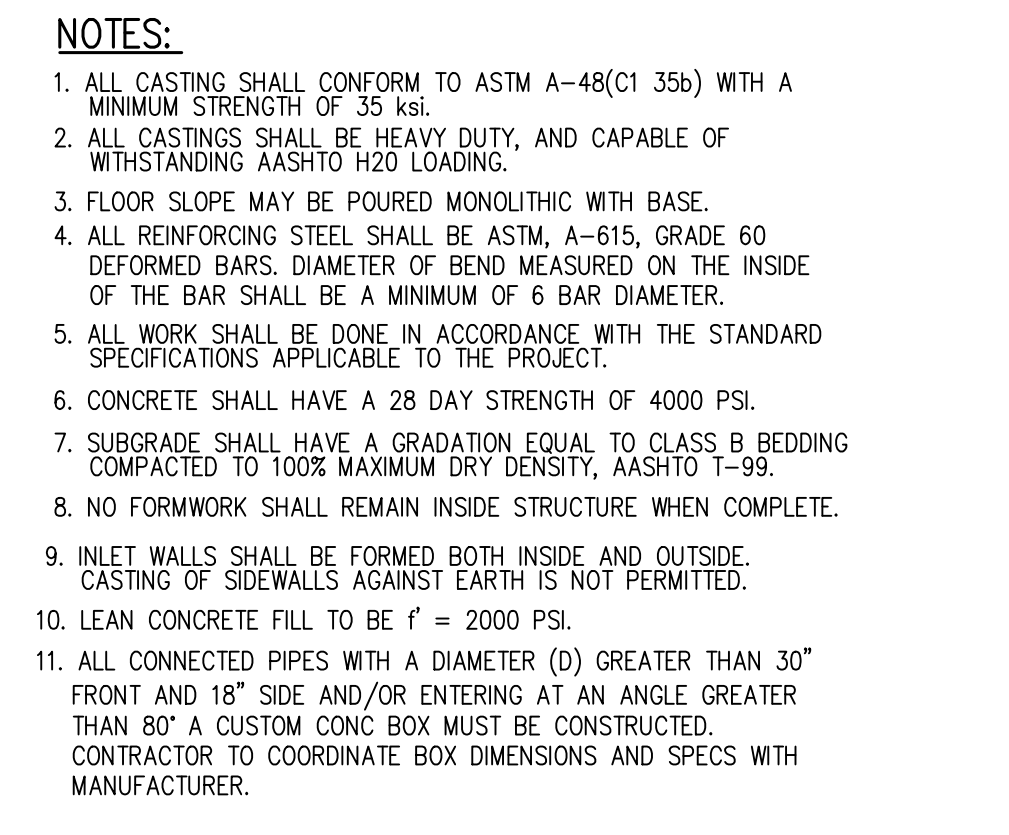 NOTES:
1. ALL CASTING SHALL CONFORM TO ASTM A-48(C1 35b) WITH A
MINIMUM STRENGTH OF 35 ksi.
2. ALL CASTINGS SHALL BE HEAVY DUTY, AND CAPABLE OF
WITHSTANDING AASHTO H20 LOADING.
3. FLOOR SLOPE MAY BE POURED MONOLITHIC WITH BASE.
4. ALL REINFORCING STEEL SHALL BE ASTM, A-615, GRADE 60
DEFORMED BARS. DIAMETER OF BEND MEASURED ON THE INSIDE
OF THE BAR SHALL BE A MINIMUM OF 6 BAR DIAMETER.
5. ALL WORK SHALL BE DONE IN ACCORDANCE WITH THE STANDARD
SPECIFICATIONS APPLICABLE TO THE PROJECT.
6. CONCRETE SHALL HAVE A 28 DAY STRENGTH OF 4000 PSI.
7. SUBGRADE SHALL HAVE A GRADATION EQUAL TO CLASS B BEDDING
COMPACTED TO 100% MAXIMUM DRY DENSITY, AASHTO T-99.
8. NO FORMWORK SHALL REMAIN INSIDE STRUCTURE WHEN COMPLETE.
9. INLET WALLS SHALL BE FORMED BOTH INSIDE AND OUTSIDE.
CASTING OF SIDEWALLS AGAINST EARTH IS NOT PERMITTED.
10. LEAN CONCRETE FILL TO BE f' = 2000 PSI.
11. ALL CONNECTED PIPES WITH A DIAMETER (D) GREATER THAN 30"
FRONT AND 18" SIDE AND/OR ENTERING AT AN ANGLE GREATER
THAN 80° A CUSTOM CONC BOX MUST BE CONSTRUCTED.
CONTRACTOR TO COORDINATE BOX DIMENSIONS AND SPECS WITH
MANUFACTURER.